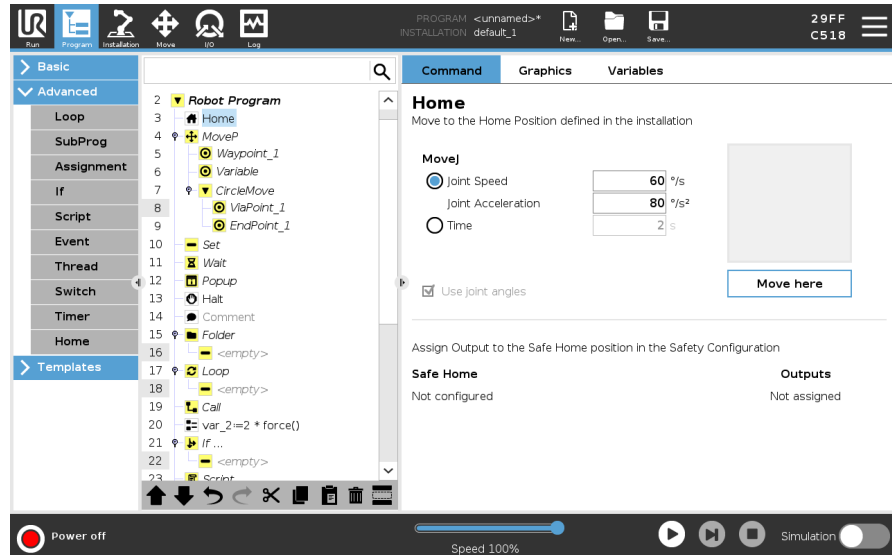 PROGRAM <unnamed>*
INSTALLATION default_1
29FF
C518
Run Program Installation Move I/O Log New... Open... Save...
Basic
Advanced
Loop
SubProg
Assignment
If
Script
Event
Thread
Switch
Timer
Home
Templates
2 Robot Program
3 Home
4 MoveP
5 Waypoint_1
6 Variable
7 CircleMove
8 ViaPoint_1
9 EndPoint_1
10 Set
11 Wait
12 Popup
13 Halt
14 Comment
15 Folder
16 <empty>
17 Loop
18 <empty>
19 Call
20 var_2:=2 * force()
21 If ...
22 <empty>
23 Script
Command Graphics Variables
Home
Move to the Home Position defined in the installation
MoveJ
Joint Speed 60 °/s
Joint Acceleration 80 °/s²
Time 2 s
Use joint angles
Move here
Assign Output to the Safe Home position in the Safety Configuration
Safe Home Outputs
Not configured Not assigned
Power off
Speed 100%
Simulation